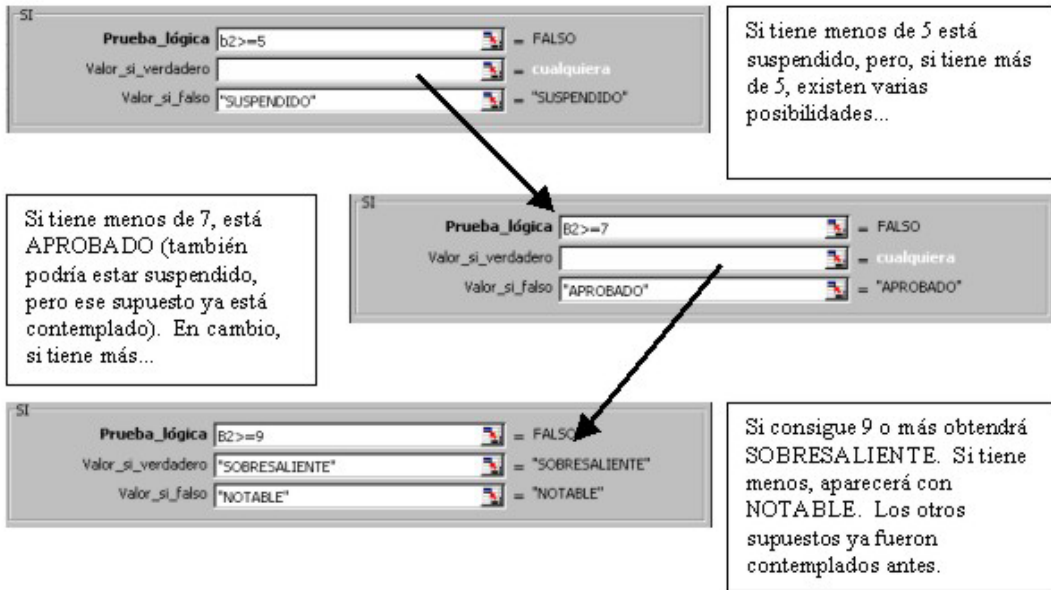 SI
Prueba_lógica b2>=5 = FALSO
Valor_si_verdadero = cualquiera
Valor_si_falso "SUSPENDIDO" = "SUSPENDIDO"
Si tiene menos de 5 está
suspendido, pero, si tiene más
de 5, existen varias
posibilidades...
Si tiene menos de 7, está
APROBADO (también
podría estar suspendido,
pero ese supuesto ya está
contemplado). En cambio,
si tiene más...
SI
Prueba_lógica B2>=7 = FALSO
Valor_si_verdadero = cualquiera
Valor_si_falso "APROBADO" = "APROBADO"
SI
Prueba_lógica B2>=9 = FALSO
Valor_si_verdadero "SOBRESALIENTE" = "SOBRESALIENTE"
Valor_si_falso "NOTABLE" = "NOTABLE"
Si consigue 9 o más obtendrá
SOBRESALIENTE. Si tiene
menos, aparecerá con
NOTABLE. Los otros
supuestos ya fueron
contemplados antes.